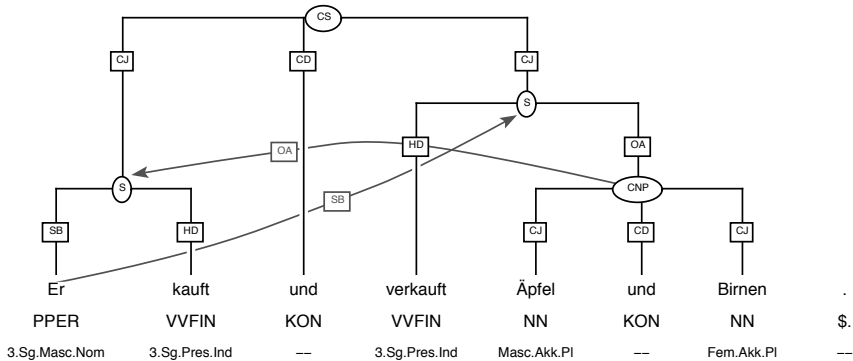 CS
CJ CD CJ
S
OA HD OA
S SB CNP
SB HD CJ CD CJ
Er kauft und verkauft Äpfel und Birnen .
PPER VVFIN KON VVFIN NN KON NN $.
3.Sg.Masc.Nom 3.Sg.Pres.Ind -- 3.Sg.Pres.Ind Masc.Akk.Pl -- Fem.Akk.Pl --